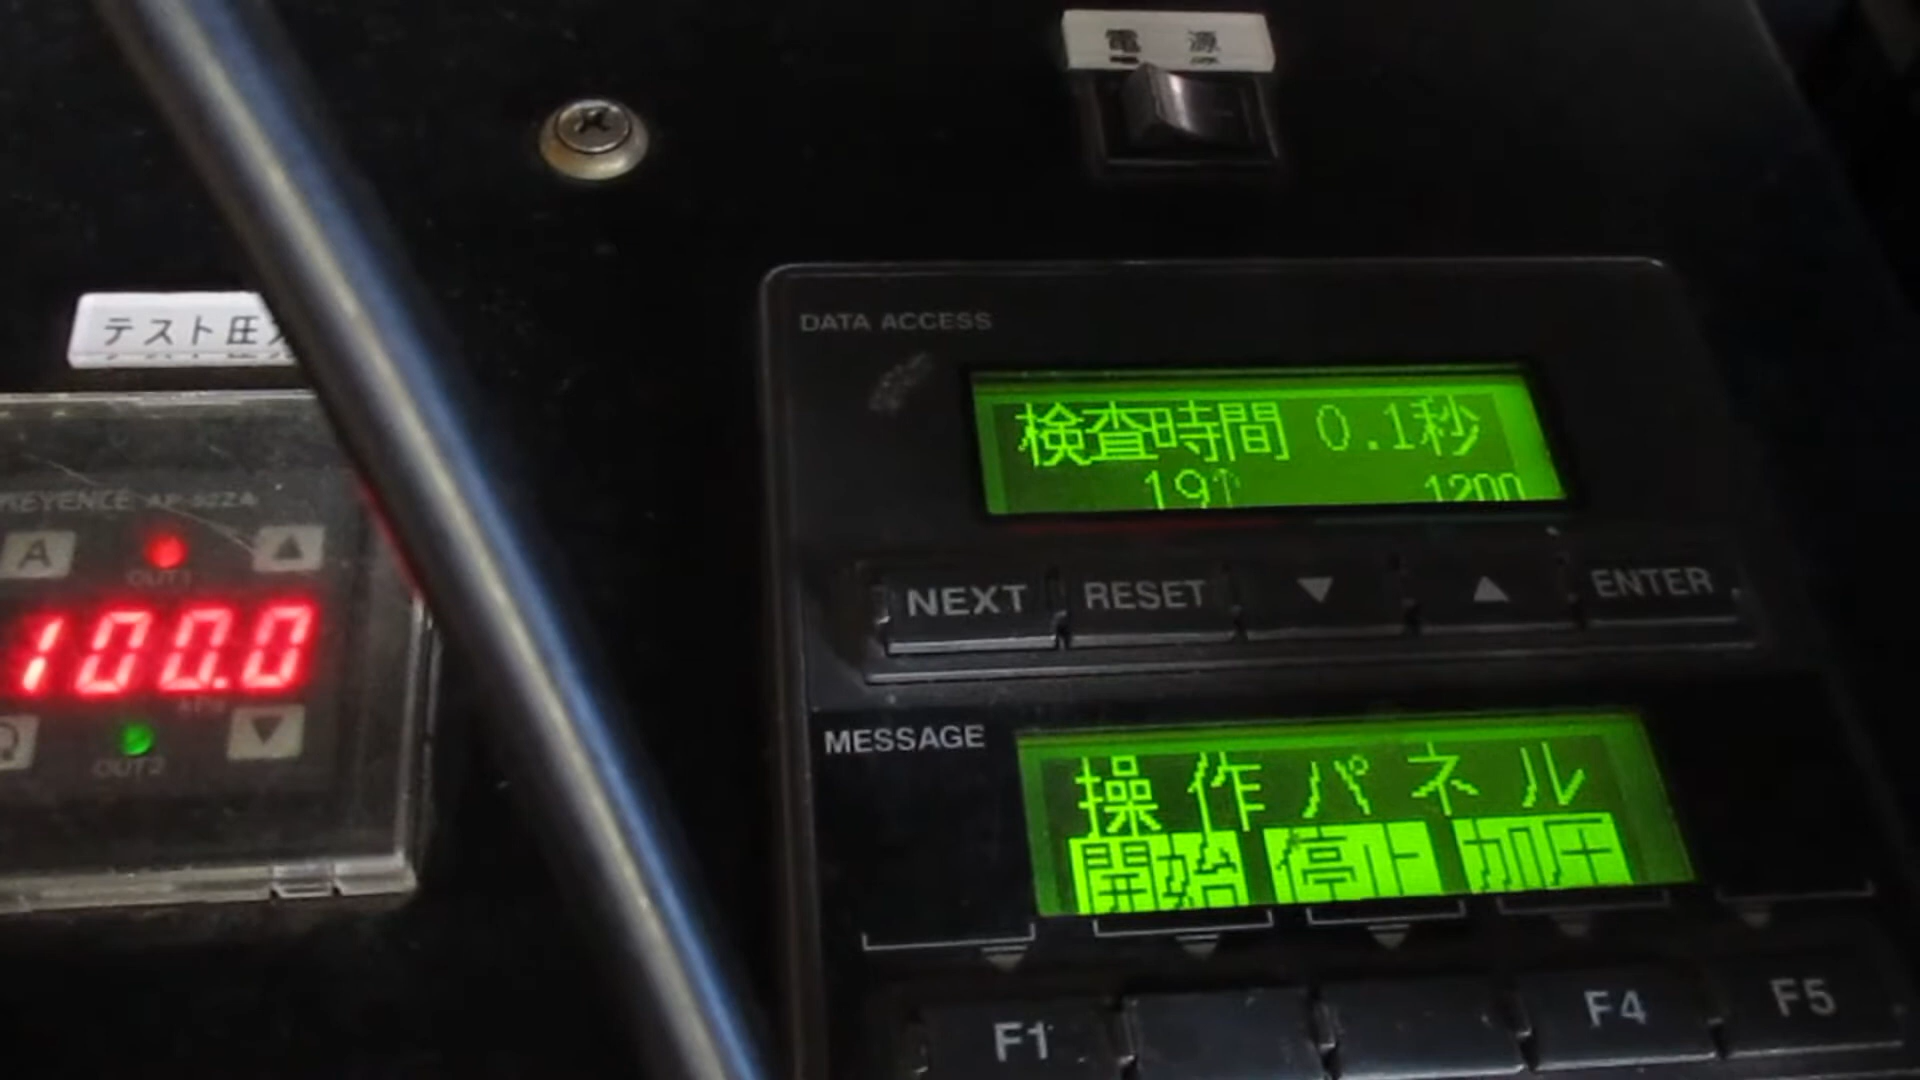 電源
テスト圧
DATA ACCESS
検査時間 0.1秒
191 1200
KEYENCE
A
OUT1
NEXT RESET ▼ ▲ ENTER
100.0
kPa
OUT2
MESSAGE
操作パネル
開始 停止 加圧
F1 F4 F5